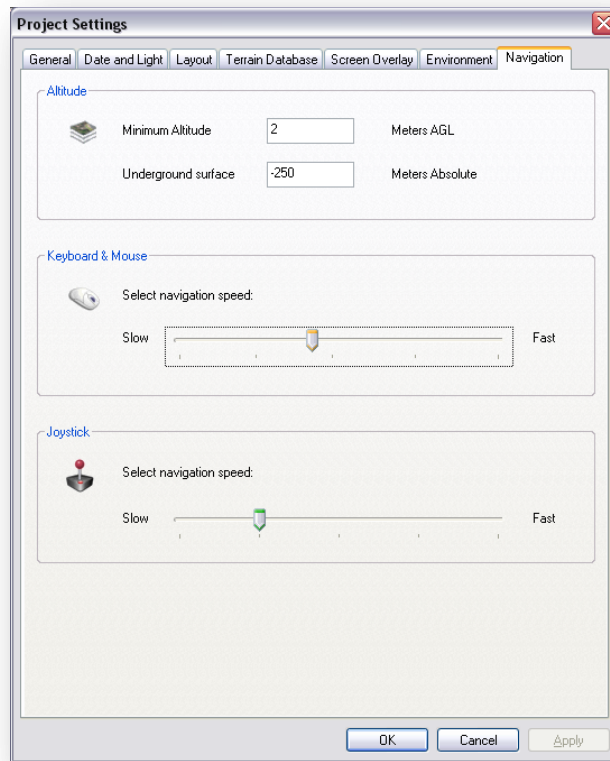 Project Settings
General Date and Light Layout Terrain Database Screen Overlay Environment Navigation
Altitude
Minimum Altitude 2 Meters AGL
Underground surface -250 Meters Absolute
Keyboard & Mouse
Select navigation speed:
Slow Fast
Joystick
Select navigation speed:
Slow Fast
OK Cancel Apply